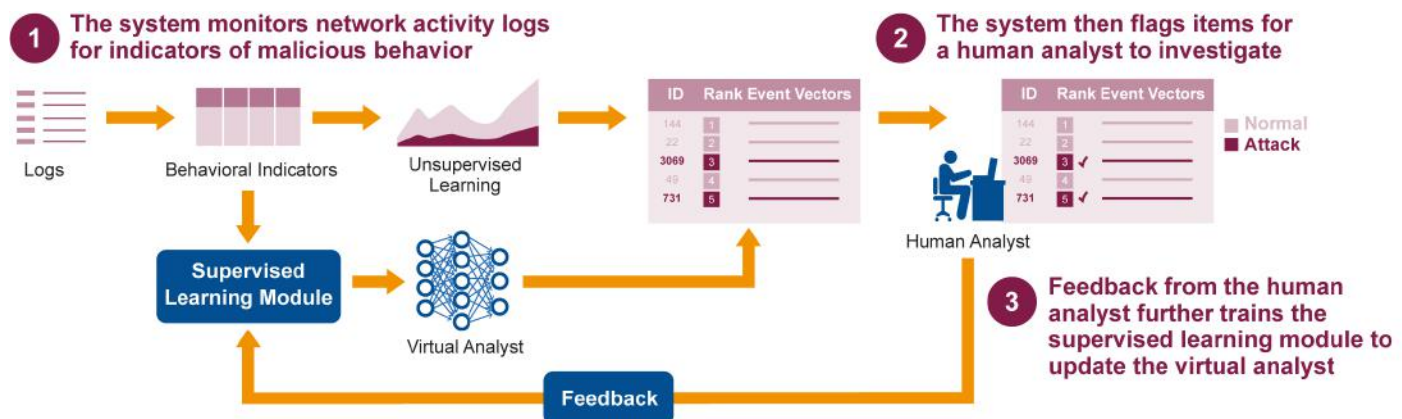 1
The system monitors network activity logs
for indicators of malicious behavior
2
The system then flags items for
a human analyst to investigate
Logs
Behavioral Indicators
Unsupervised
Learning
ID Rank Event Vectors
144 1
22 2
3069 3
49 4
731 5
ID Rank Event Vectors
144 1
22 2
3069 3 ✓
49 4
731 5 ✓
Normal
Attack
Human Analyst
Supervised
Learning Module
Virtual Analyst
3
Feedback from the human
analyst further trains the
supervised learning module to
update the virtual analyst
Feedback